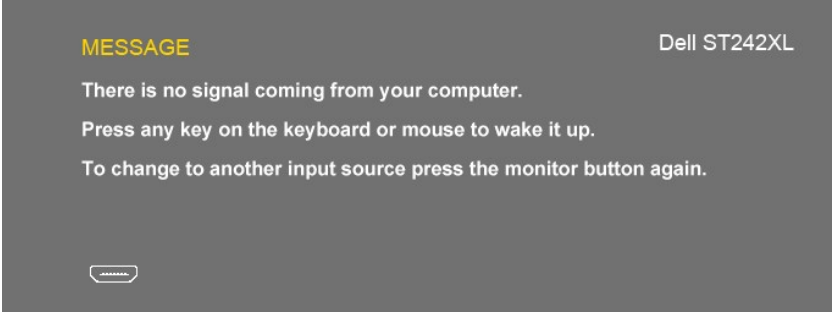 MESSAGE
Dell ST242XL
There is no signal coming from your computer.
Press any key on the keyboard or mouse to wake it up.
To change to another input source press the monitor button again.